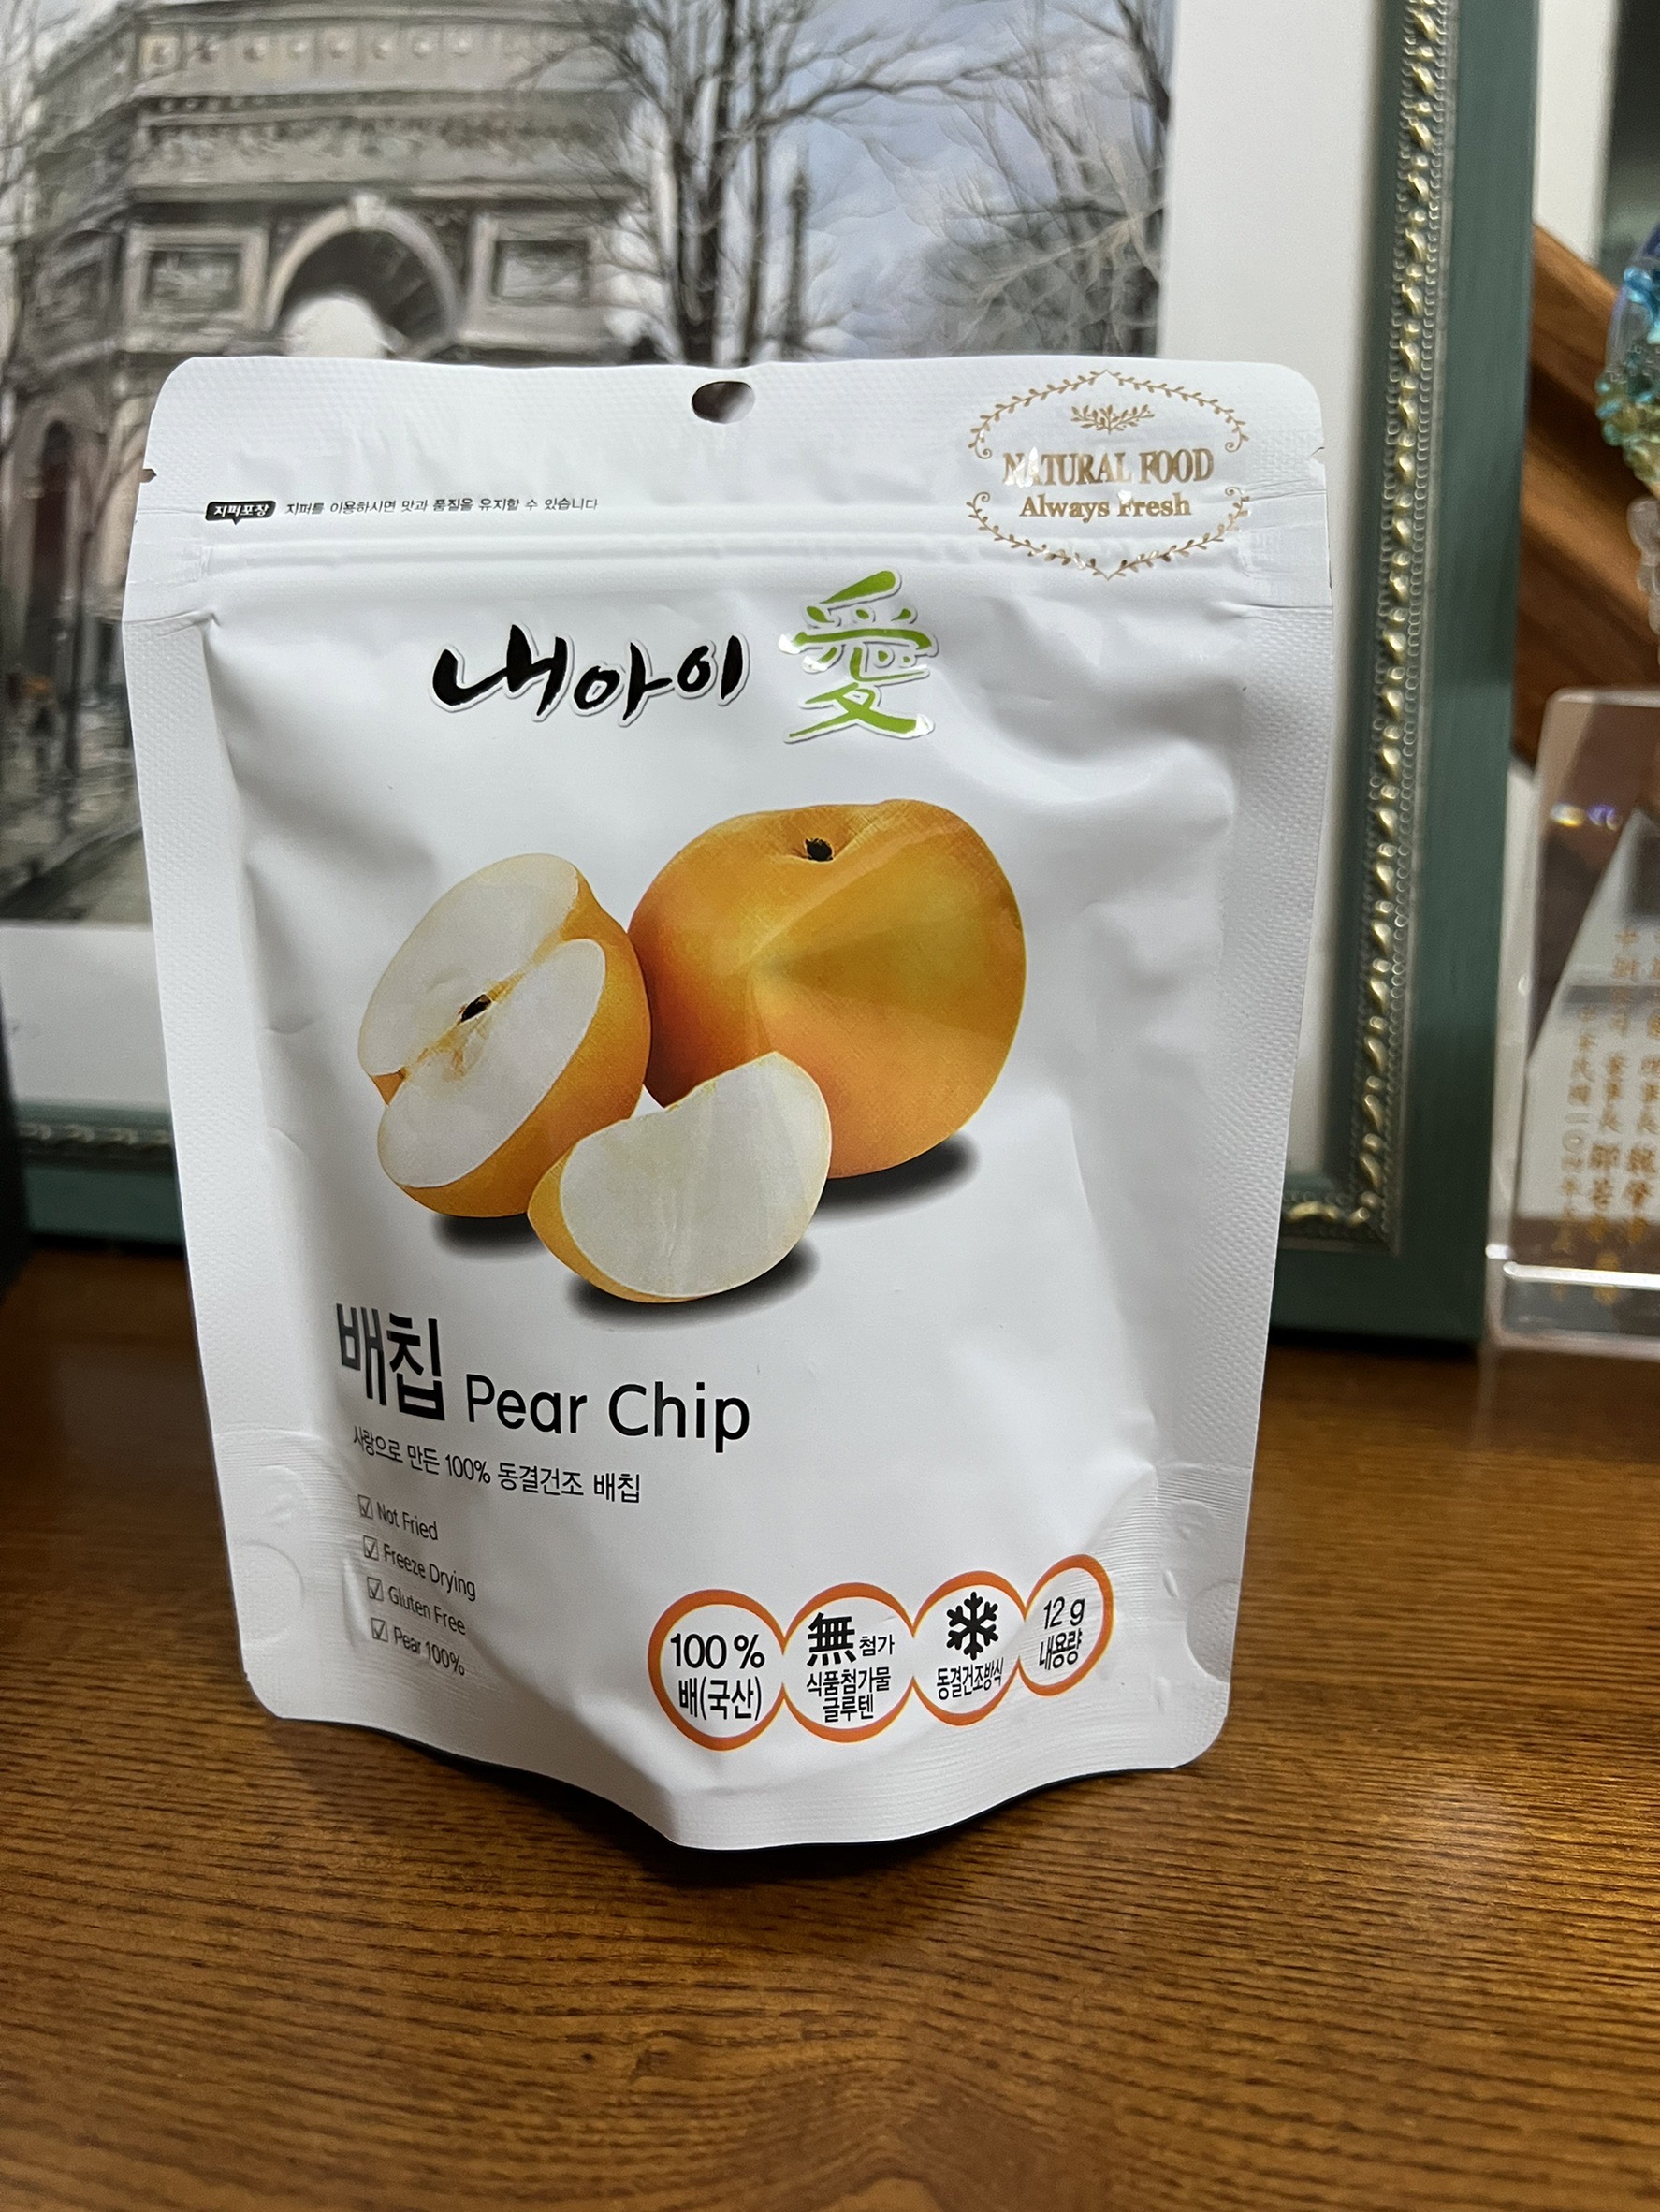 NATURAL FOOD
Always Fresh
지퍼포장 지퍼를 이용하시면 맛과 품질을 유지할 수 있습니다
내아이 愛
배칩 Pear Chip
사랑으로 만든 100% 동결건조 배칩
☑ Not Fried
☑ Freeze Drying
☑ Gluten Free
☑ Pear 100%
100 %
배(국산)
無 첨가
식품첨가물
글루텐
동결건조방식
12 g
내용량